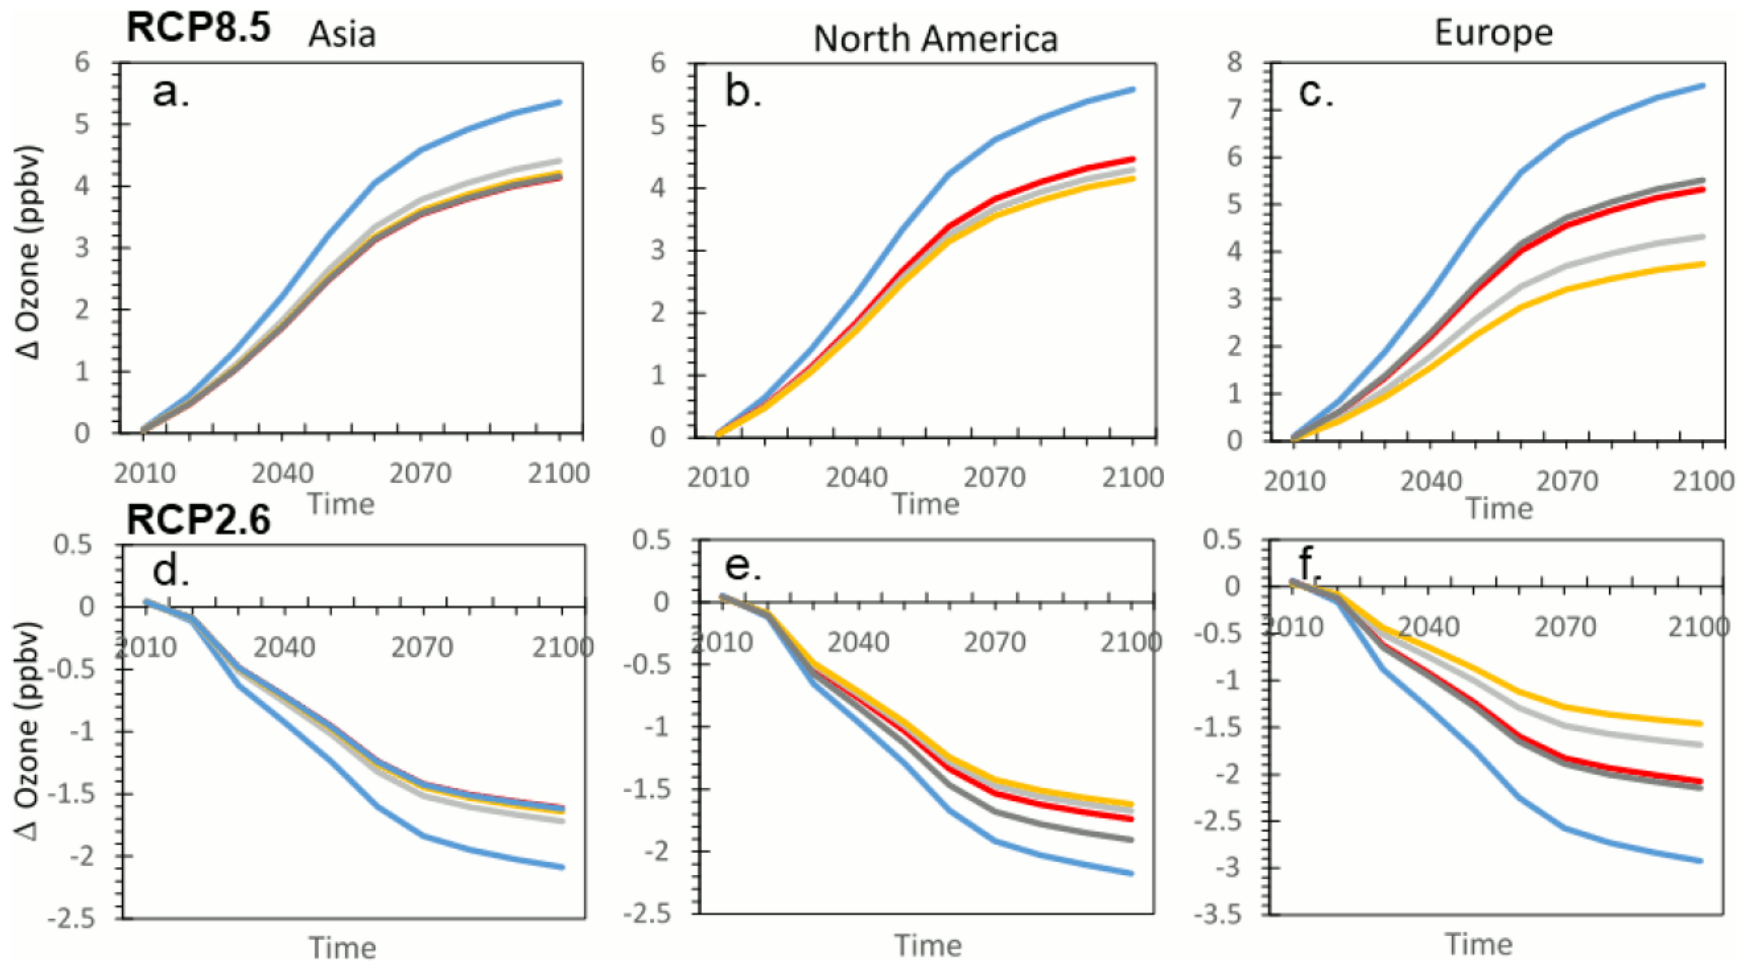 RCP8.5 Asia North America Europe
a. b. c.
Δ Ozone (ppbv)
6 5 4 3 2 1 0
6 5 4 3 2 1 0
8 7 6 5 4 3 2 1 0
2010 2040 2070 2100
2010 2040 2070 2100
2010 2040 2070 2100
Time Time Time
RCP2.6
d. e. f.
Δ Ozone (ppbv)
0.5 0 -0.5 -1 -1.5 -2 -2.5
0.5 0 -0.5 -1 -1.5 -2 -2.5
0.5 0 -0.5 -1 -1.5 -2 -2.5 -3 -3.5
2010 2040 2070 2100
2010 2040 2070 2100
2010 2040 2070 2100
Time Time Time